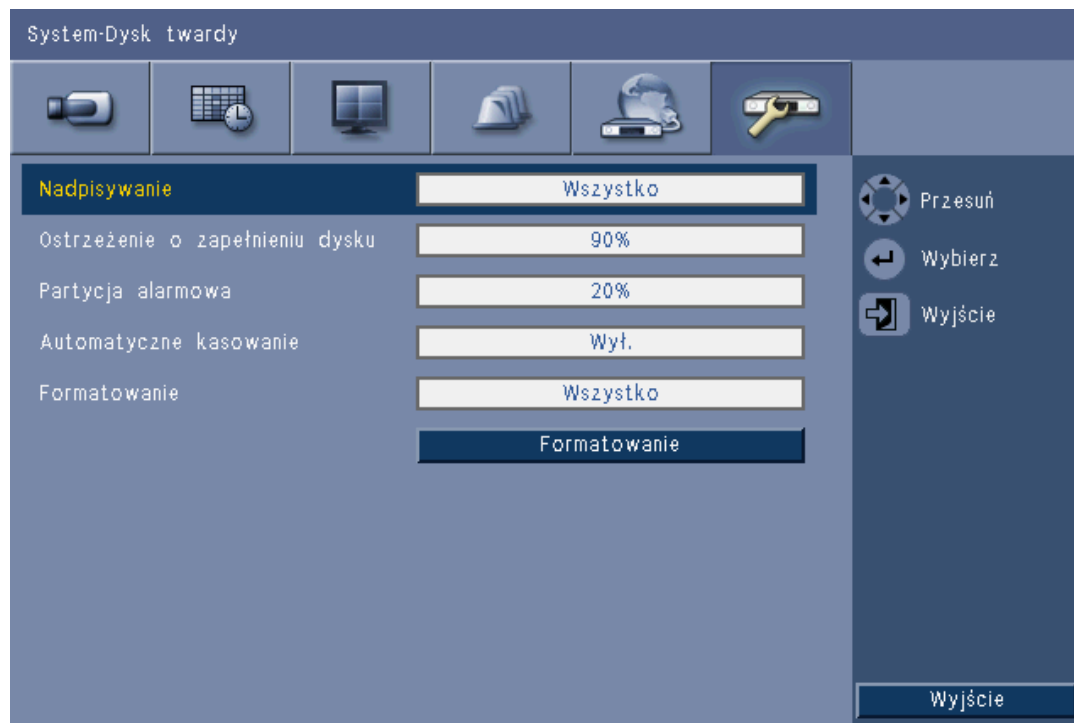 System-Dysk twardy
Nadpisywanie Wszystko
Ostrzeżenie o zapełnieniu dysku 90%
Partycja alarmowa 20%
Automatyczne kasowanie Wył.
Formatowanie Wszystko
Formatowanie
Przesuń
Wybierz
Wyjście
Wyjście